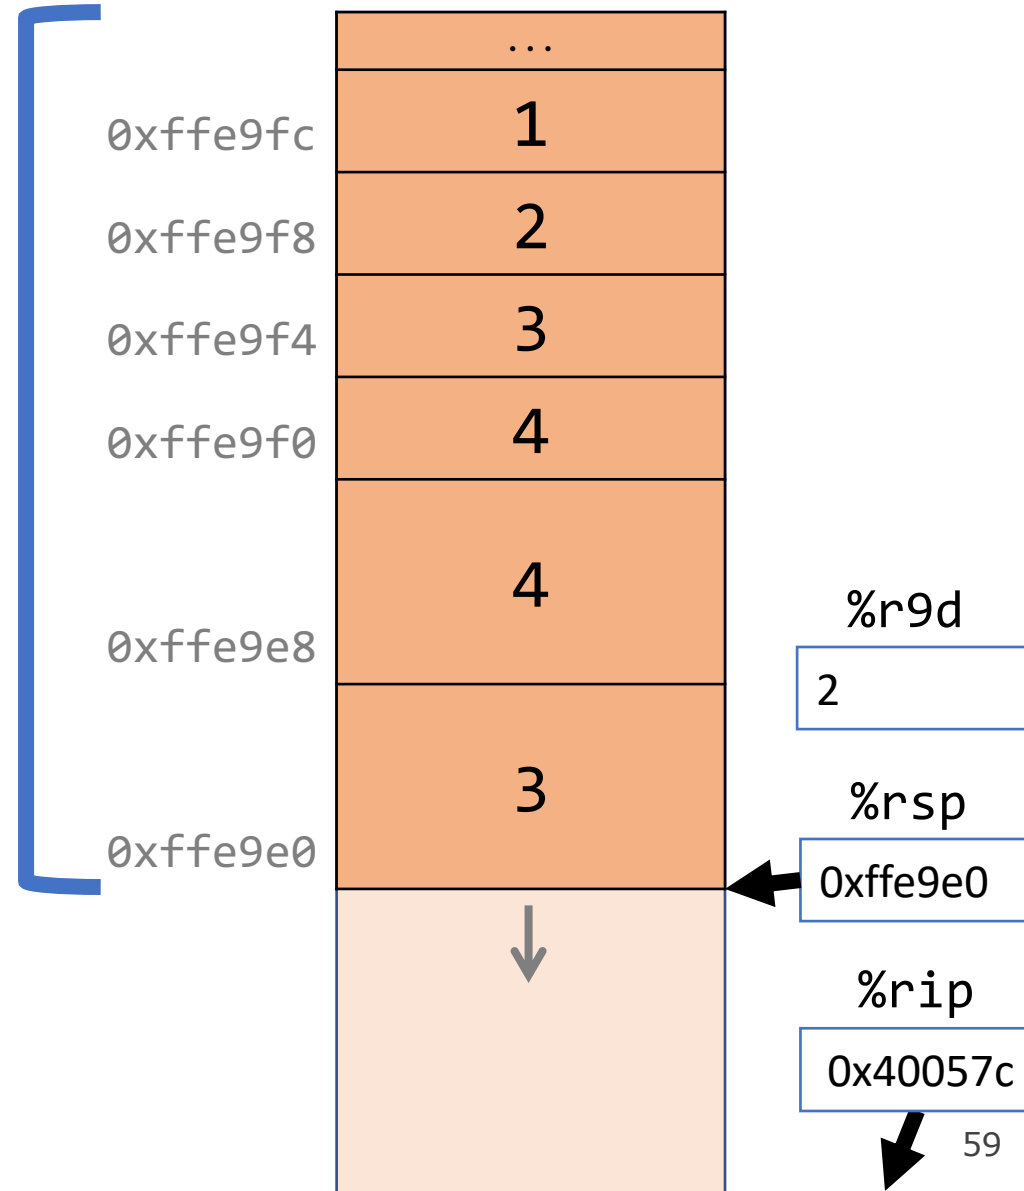 ...
0xffe9fc 1
0xffe9f8 2
0xffe9f4 3
0xffe9f0 4
4
0xffe9e8
%r9d
2
3
0xffe9e0
%rsp
0xffe9e0
%rip
0x40057c
59